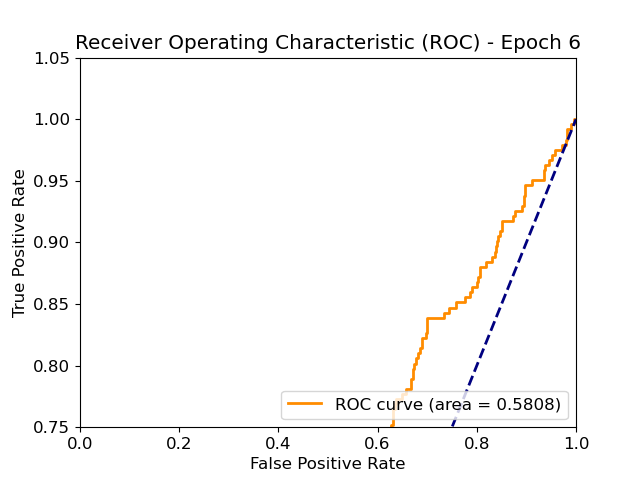 Receiver Operating Characteristic (ROC) - Epoch 6
1.05
1.00
0.95
0.90
0.85
0.80
0.75
True Positive Rate
ROC curve (area = 0.5808)
0.0 0.2 0.4 0.6 0.8 1.0
False Positive Rate